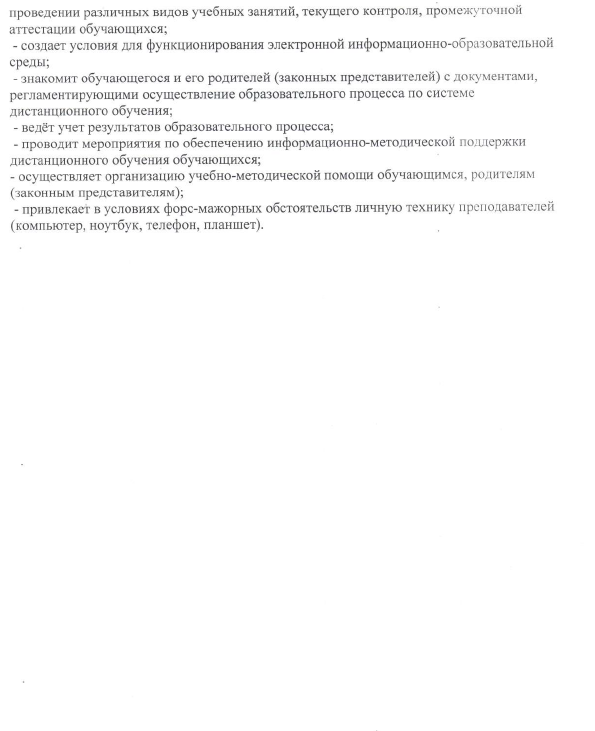 проведении различных видов учебных занятий, текущего контроля, промежуточной
аттестации обучающихся;
- создает условия для функционирования электронной информационно-образовательной
среды;
- знакомит обучающегося и его родителей (законных представителей) с документами,
регламентирующими осуществление образовательного процесса по системе
дистанционного обучения;
- ведёт учет результатов образовательного процесса;
- проводит мероприятия по обеспечению информационно-методической поддержки
дистанционного обучения обучающихся;
- осуществляет организацию учебно-методической помощи обучающимся, родителям
(законным представителям);
- привлекает в условиях форс-мажорных обстоятельств личную технику преподавателей
(компьютер, ноутбук, телефон, планшет).